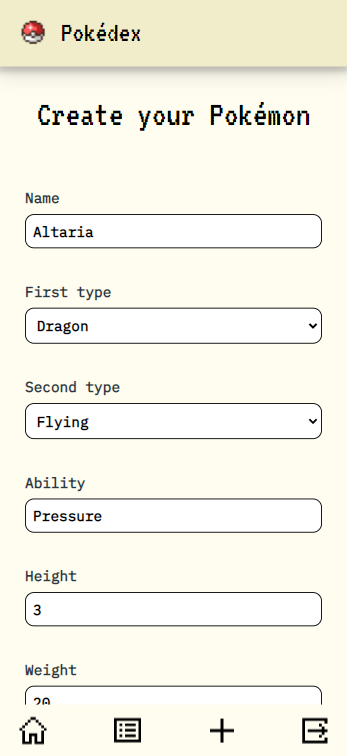 Pokédex
Create your Pokémon
Name
Altaria
First type
Dragon
Second type
Flying
Ability
Pressure
Height
3
Weight
20